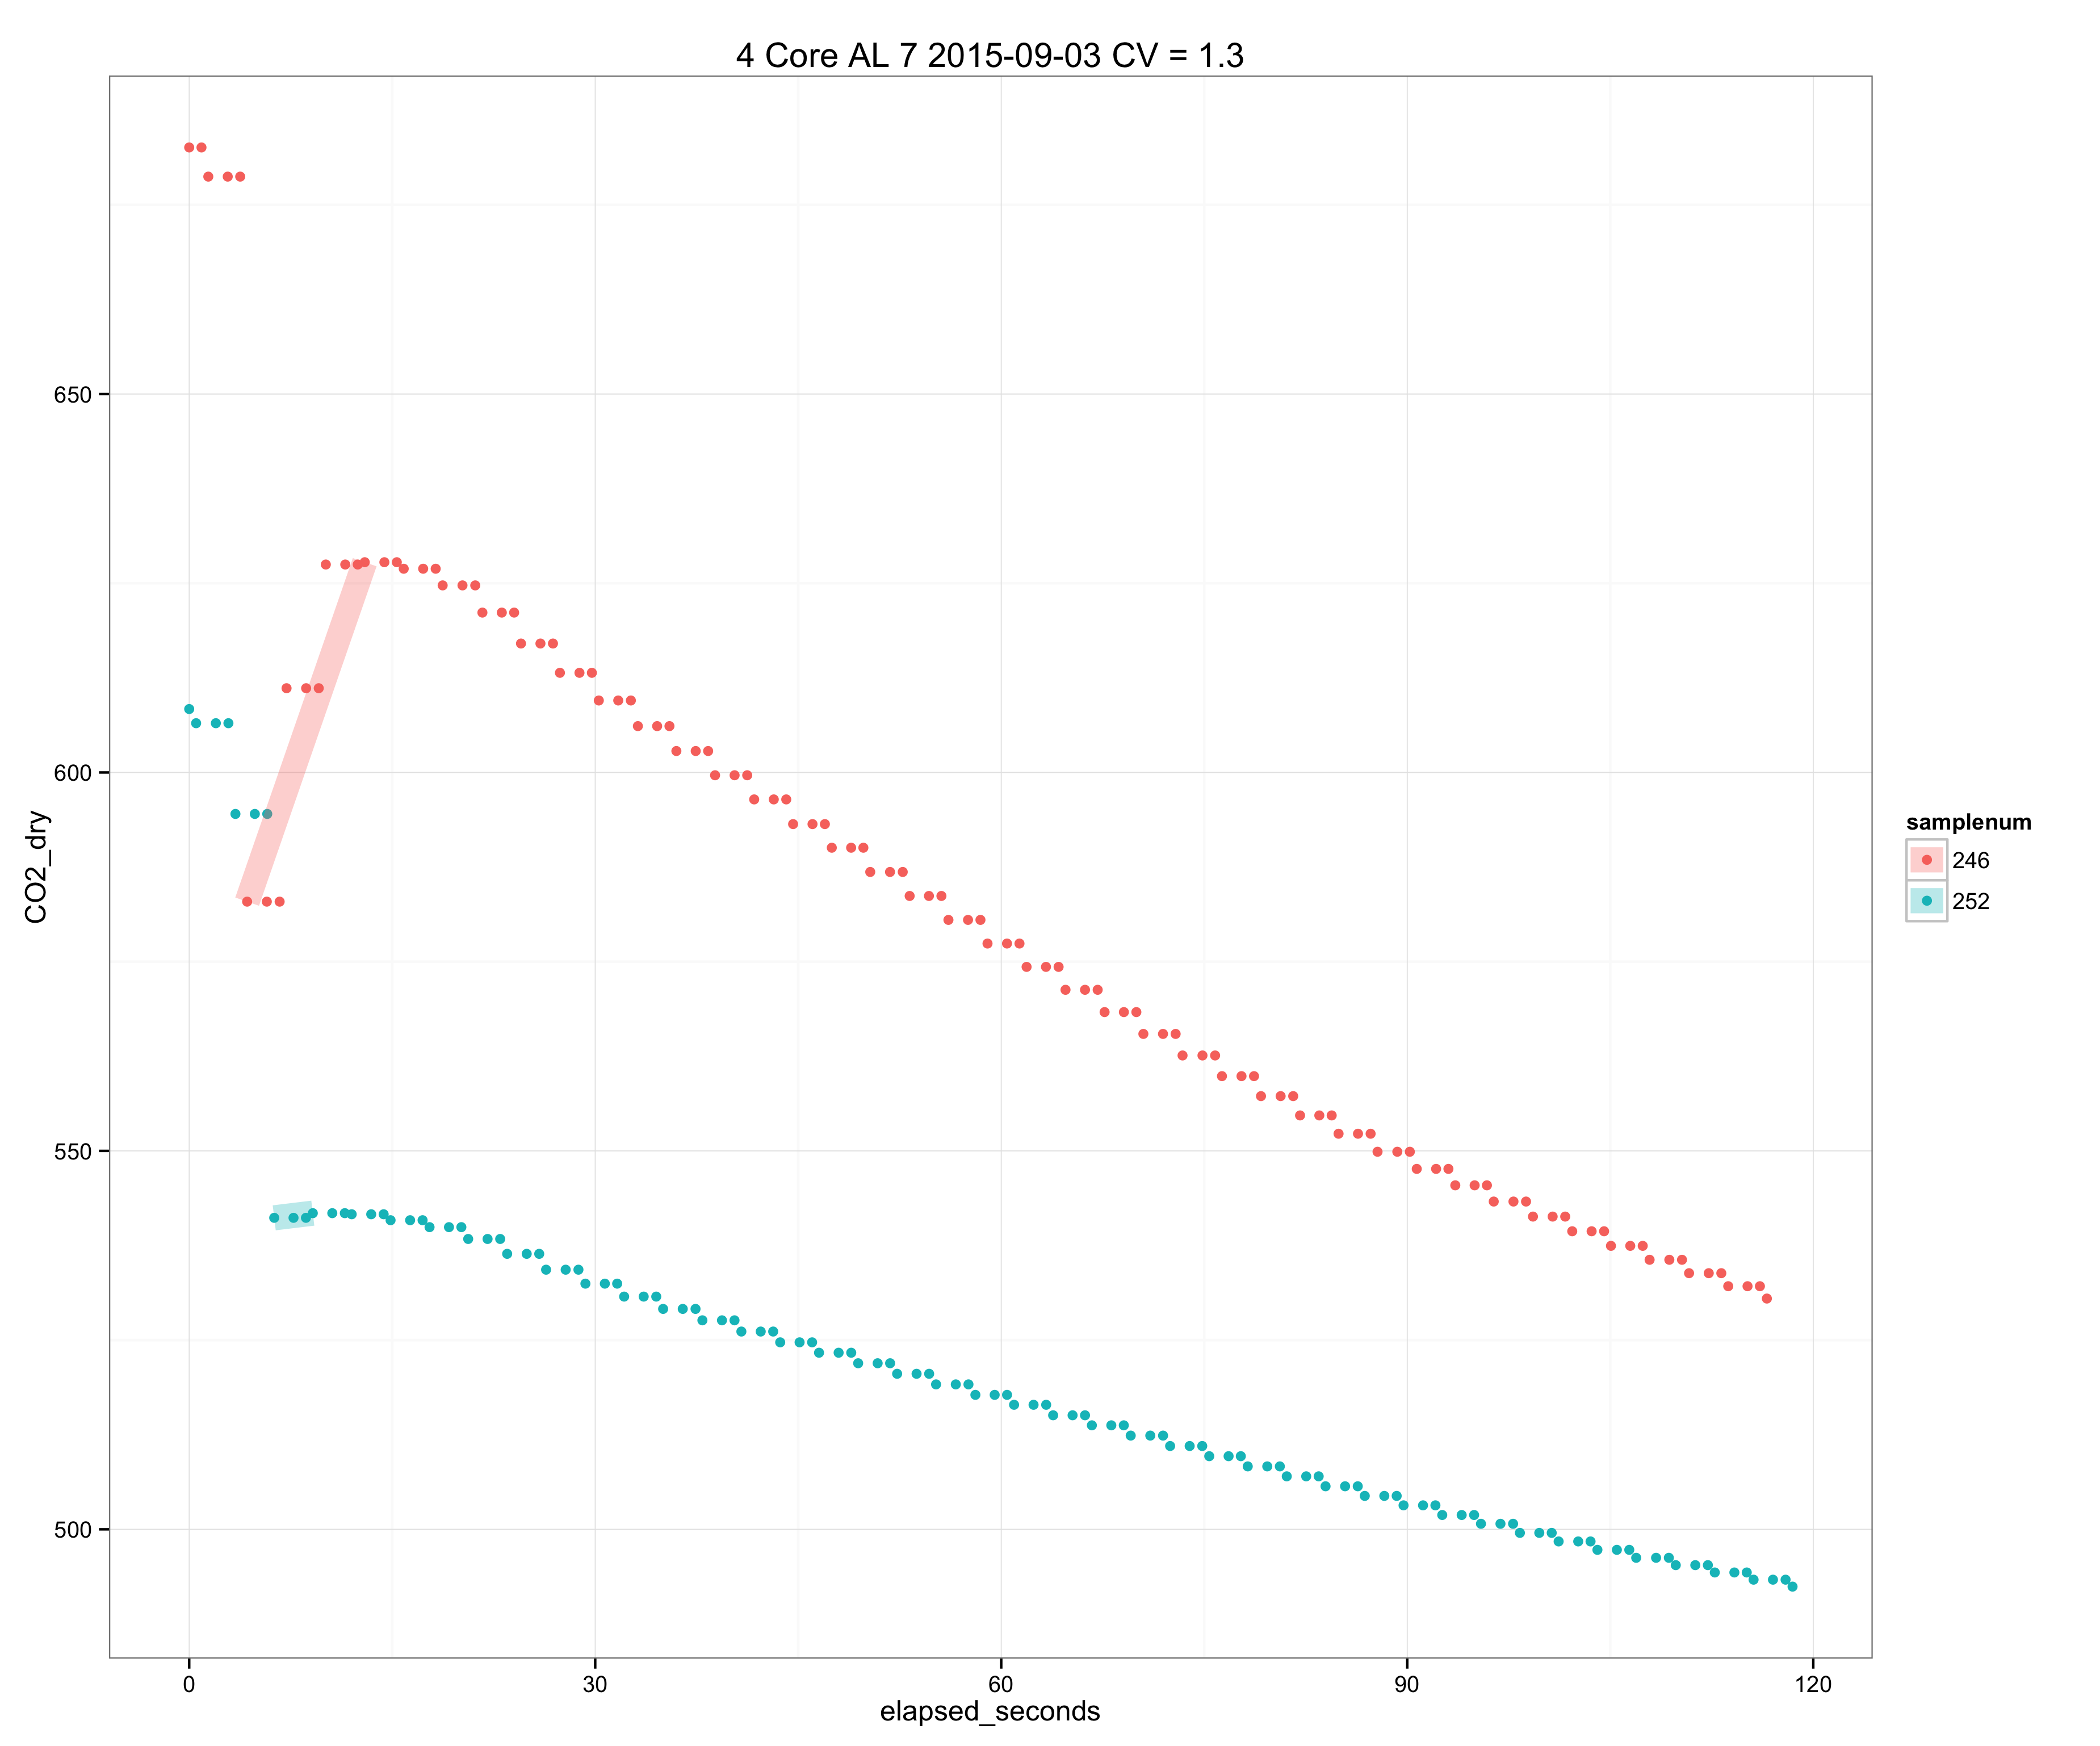 4 Core AL 7 2015-09-03 CV = 1.3
CO2_dry
650
600
550
500
0 30 60 90 120
elapsed_seconds
samplenum
246
252